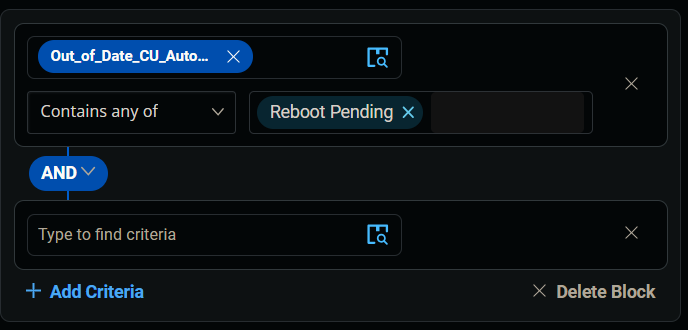 Out_of_Date_CU_Auto...
Contains any of
Reboot Pending
AND
Type to find criteria
Add Criteria
Delete Block